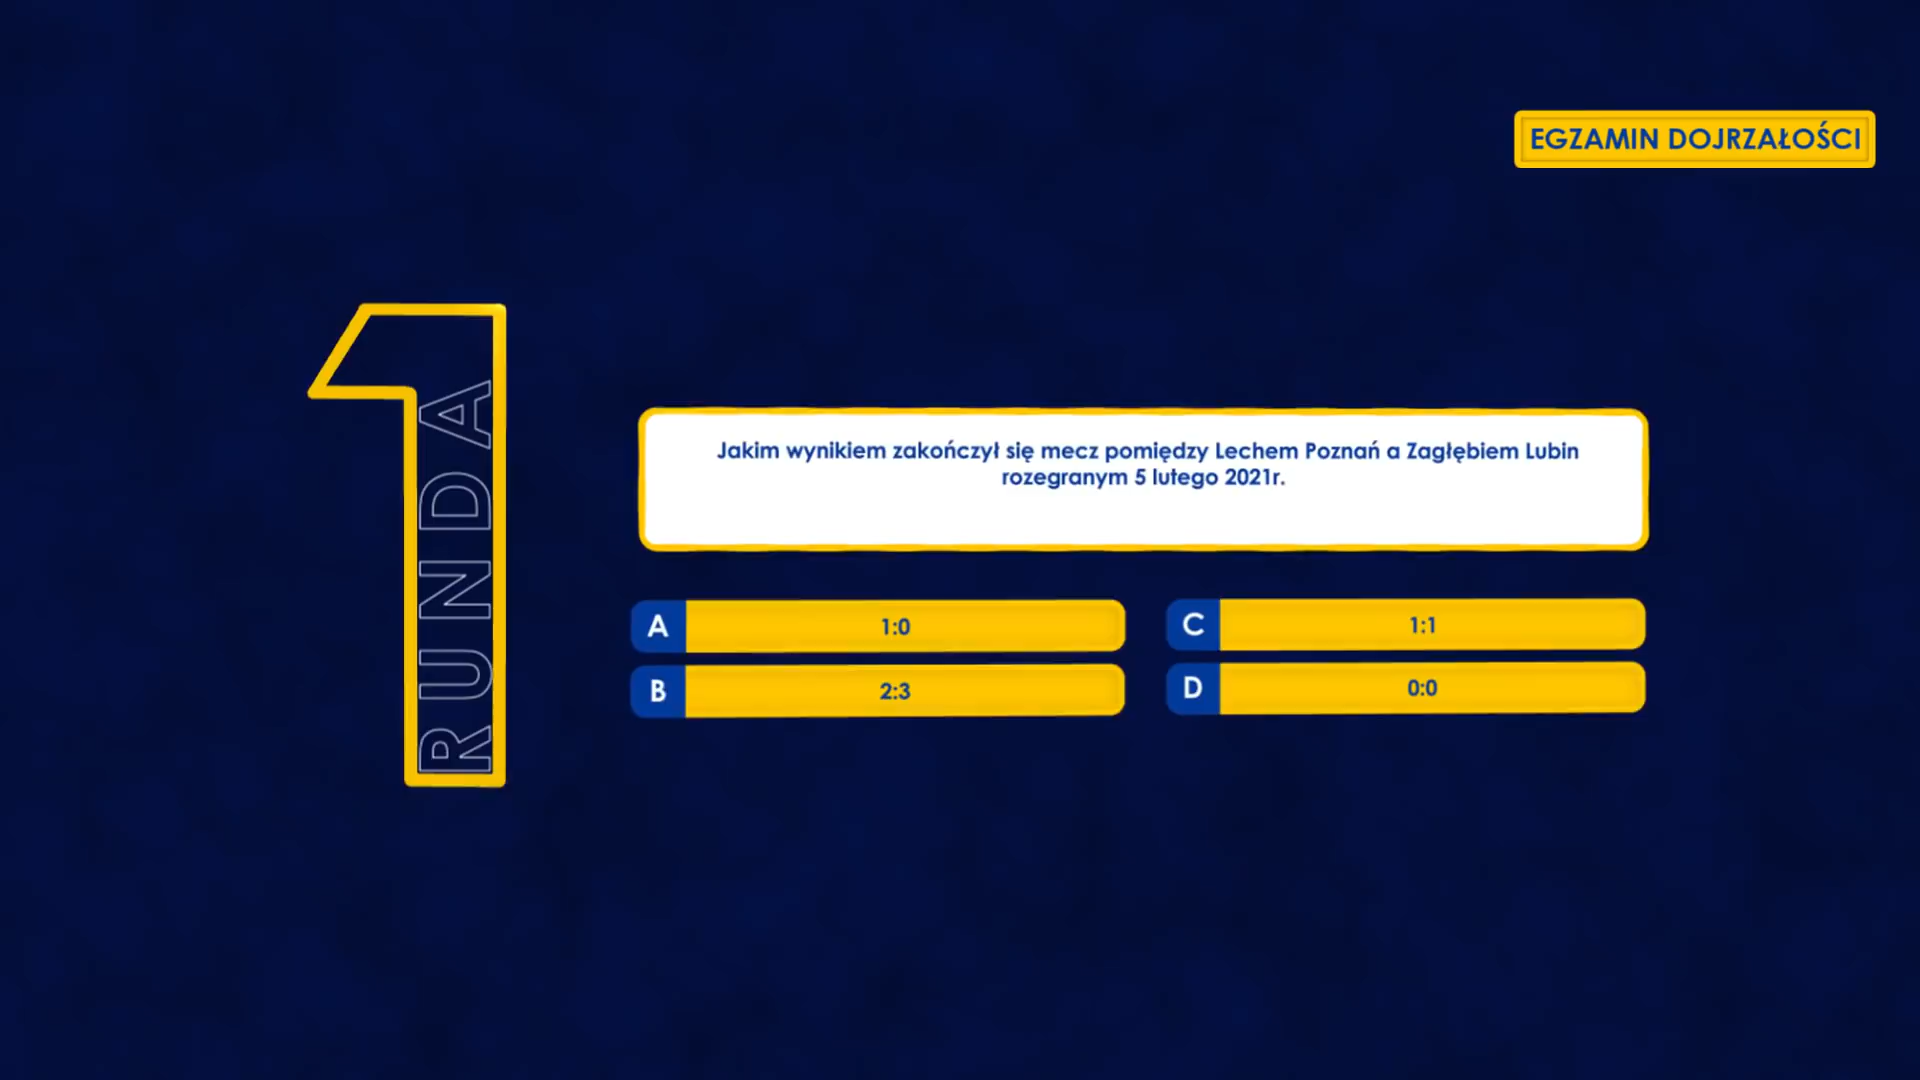 EGZAMIN DOJRZAŁOŚCI
RUNDA
1
Jakim wynikiem zakończył się mecz pomiędzy Lechem Poznań a Zagłębiem Lubin
rozegranym 5 lutego 2021r.
A 1:0
B 2:3
C 1:1
D 0:0